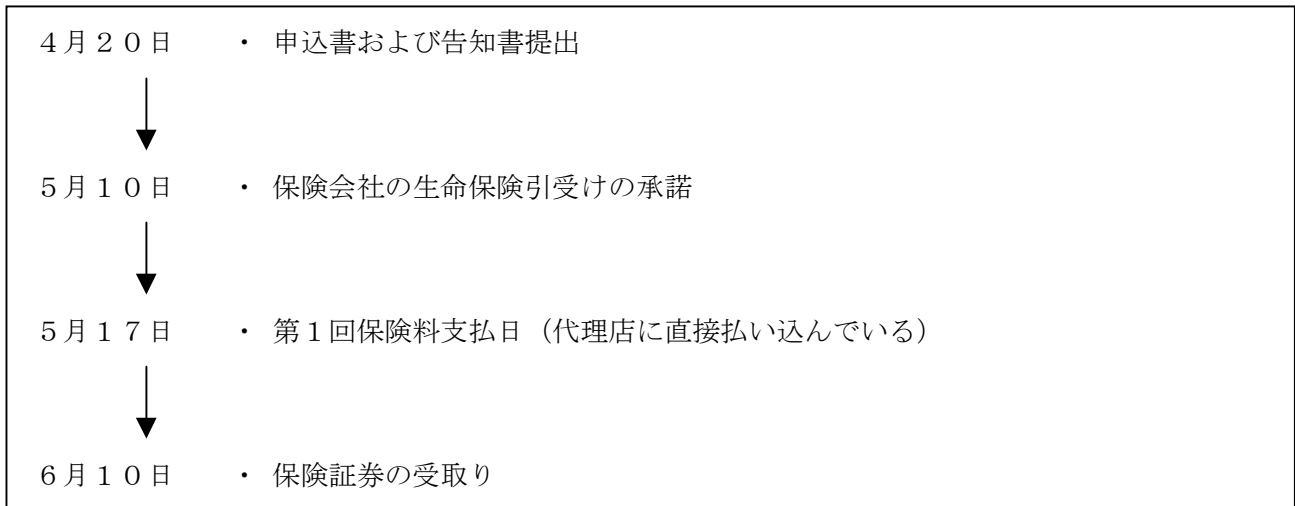 4月20日 ・ 申込書および告知書提出
5月10日 ・ 保険会社の生命保険引受けの承諾
5月17日 ・ 第1回保険料支払日(代理店に直接払い込んでいる)
6月10日 ・ 保険証券の受取り